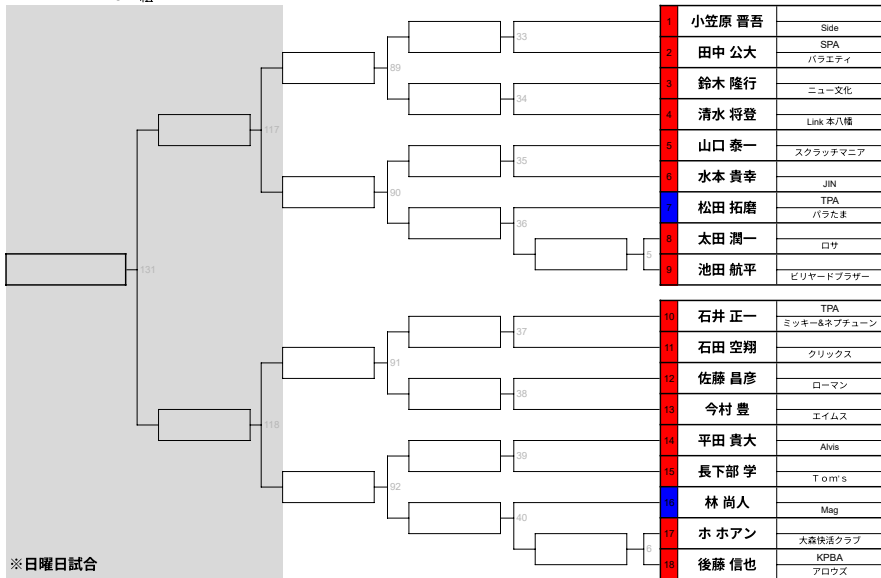 1 小笠原 晋吾 Side
33
2 田中 公大 SPA バラエティ
89
3 鈴木 隆行 ニュー文化
34
4 清水 将登 Link 本八幡
117
5 山口 泰一 スクラッチマニア
35
6 水本 貴幸 JIN
90
7 松田 拓磨 TPA パラたま
36
8 太田 潤一 ロサ
5
9 池田 航平 ビリヤードブラザー
131
10 石井 正一 TPA ミッキー&ネプチューン
37
11 石田 空翔 クリックス
91
12 佐藤 昌彦 ローマン
38
13 今村 豊 エイムス
118
14 平田 貴大 Alvis
39
15 長下部 学 Tom's
92
16 林 尚人 Mag
40
17 ホ ホアン 大森快活クラブ
6
18 後藤 信也 KPBA アロウズ
※日曜日試合